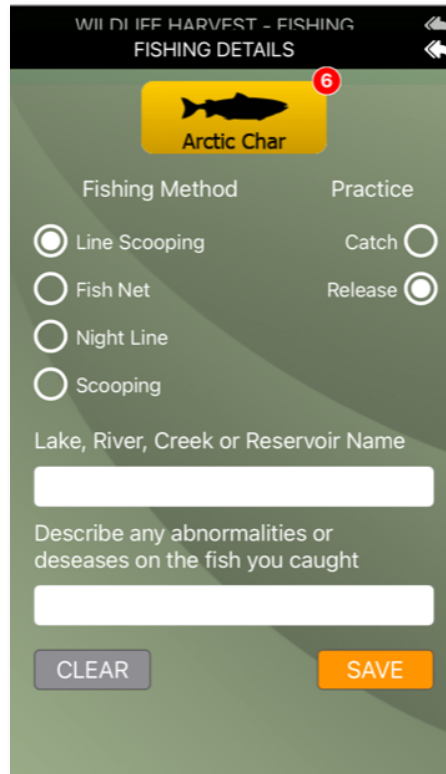 WILDLIFE HARVEST - FISHING
FISHING DETAILS
6
Arctic Char
Fishing Method Practice
Line Scooping Catch
Fish Net Release
Night Line
Scooping
Lake, River, Creek or Reservoir Name
Describe any abnormalities or
deseases on the fish you caught
CLEAR SAVE